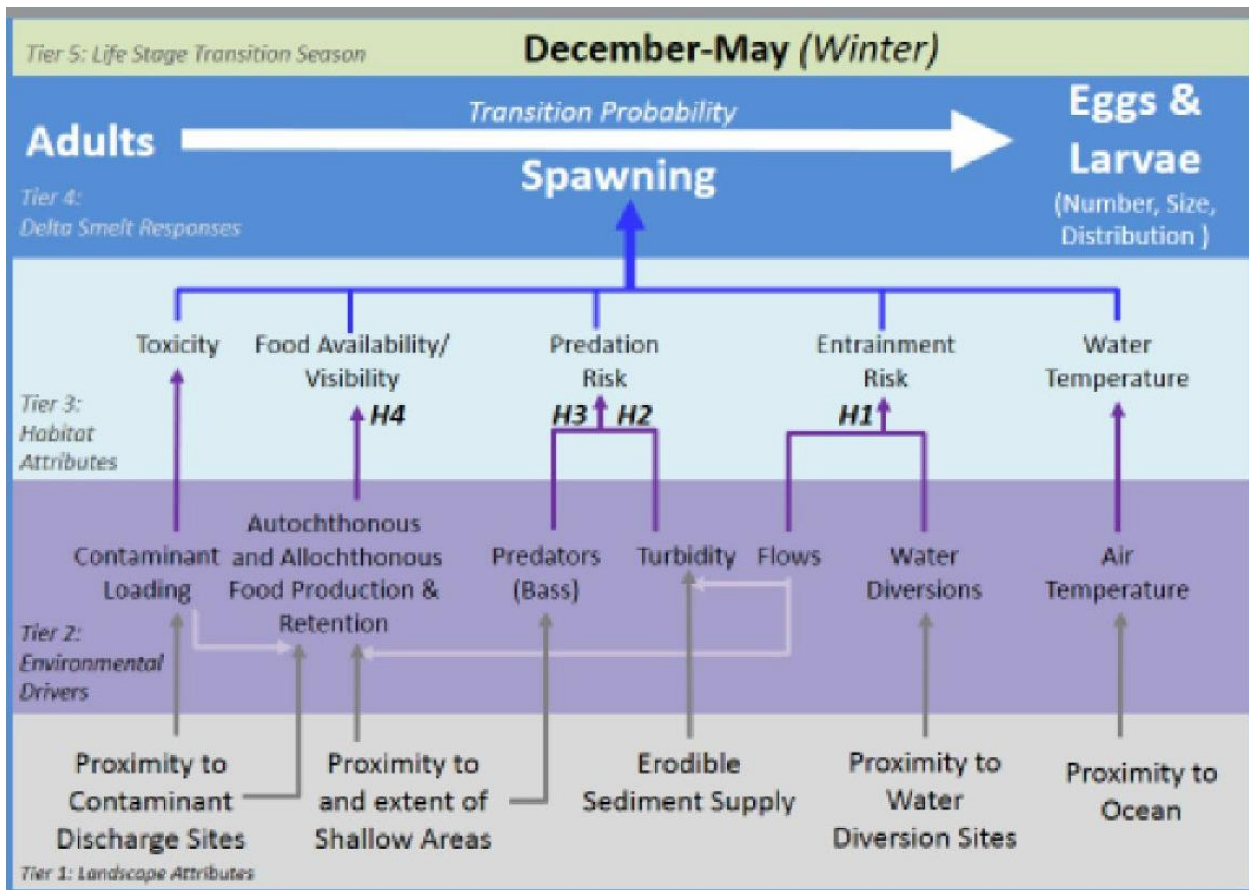 Tier 5: Life Stage Transition Season
December-May (Winter)
Transition Probability
Adults
Spawning
Eggs &
Larvae
(Number, Size,
Distribution )
Tier 4:
Delta Smelt Responses
Toxicity
Food Availability/
Visibility
Predation
Risk
Entrainment
Risk
Water
Temperature
H4
H3
H2
H1
Tier 3:
Habitat
Attributes
Contaminant
Loading
Autochthonous
and Allochthonous
Food Production &
Retention
Predators
(Bass)
Turbidity
Flows
Water
Diversions
Air
Temperature
Tier 2:
Environmental
Drivers
Proximity to
Contaminant
Discharge Sites
Proximity to
and extent of
Shallow Areas
Erodible
Sediment Supply
Proximity to
Water
Diversion Sites
Proximity to
Ocean
Tier 1: Landscape Attributes